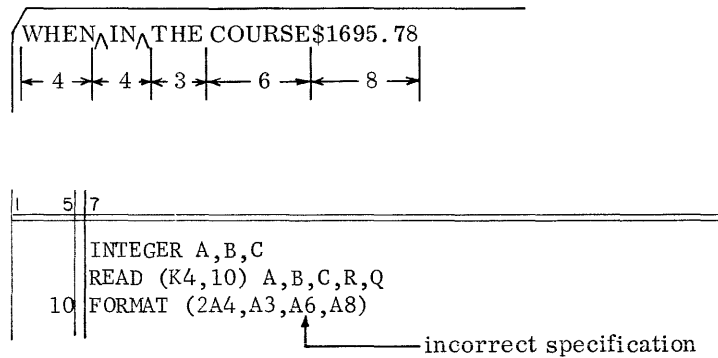 WHEN∧IN∧THE COURSE$1695.78
4 4 3 6 8
1 5 7
INTEGER A,B,C
READ (K4,10) A,B,C,R,Q
10 FORMAT (2A4,A3,A6,A8)
incorrect specification